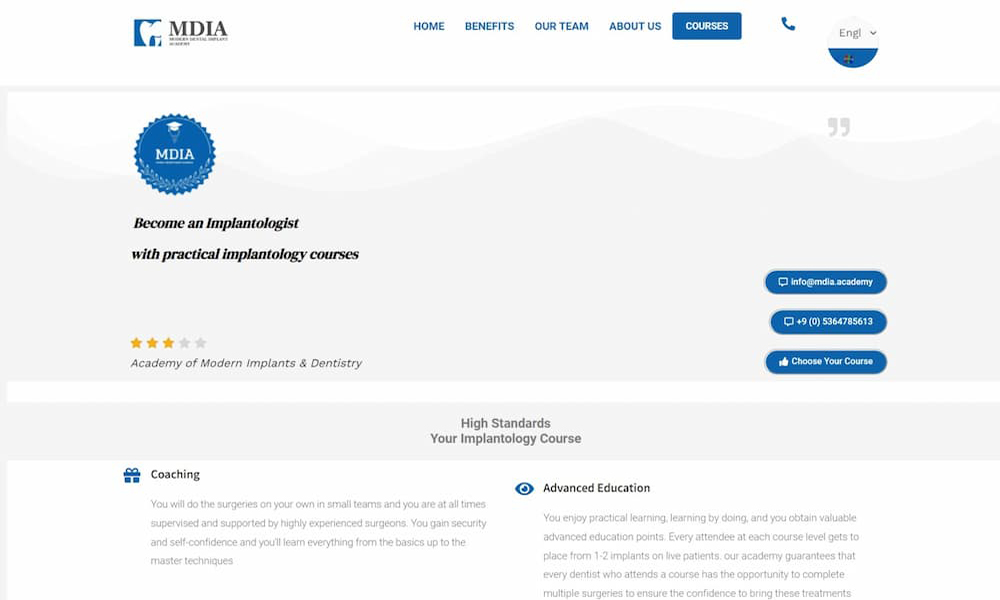 MDIA
MODERN DENTAL IMPLANT
ACADEMY
HOME
BENEFITS
OUR TEAM
ABOUT US
COURSES
Engl
MDIA
Become an Implantologist
with practical implantology courses
info@mdia.academy
+9 (0) 5364785613
Choose Your Course
Academy of Modern Implants & Dentistry
High Standards
Your Implantology Course
Coaching
You will do the surgeries on your own in small teams and you are at all times
supervised and supported by highly experienced surgeons. You gain security
and self-confidence and you'll learn everything from the basics up to the
master techniques
Advanced Education
You enjoy practical learning, learning by doing, and you obtain valuable
advanced education points. Every attendee at each course level gets to
place from 1-2 implants on live patients. our academy guarantees that
every dentist who attends a course has the opportunity to complete
multiple surgeries to ensure the confidence to bring these treatments